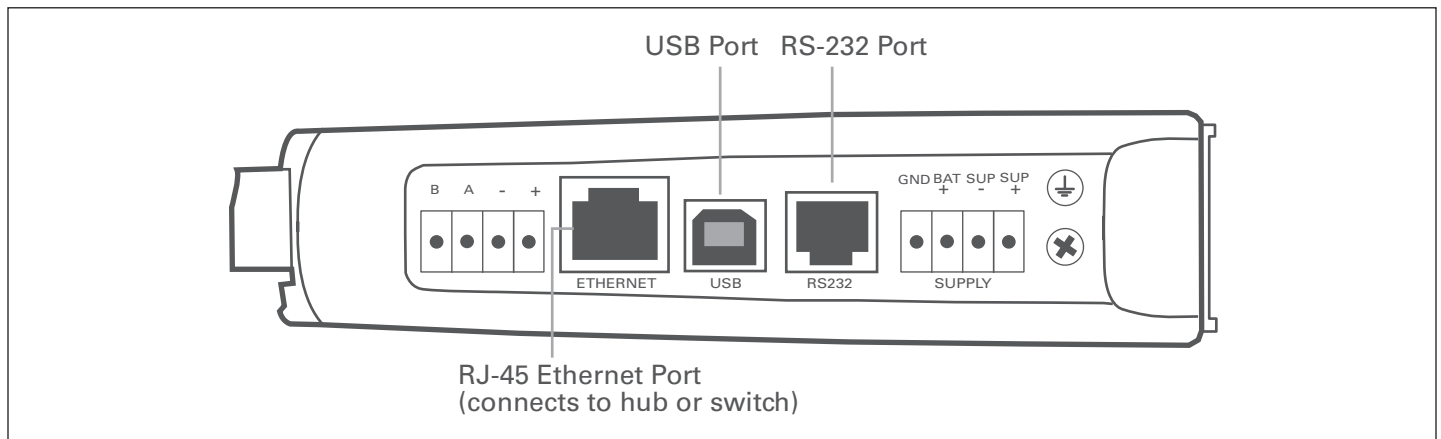 USB Port RS-232 Port
B A - + GND BAT + SUP - SUP +
ETHERNET USB RS232 SUPPLY
RJ-45 Ethernet Port
(connects to hub or switch)